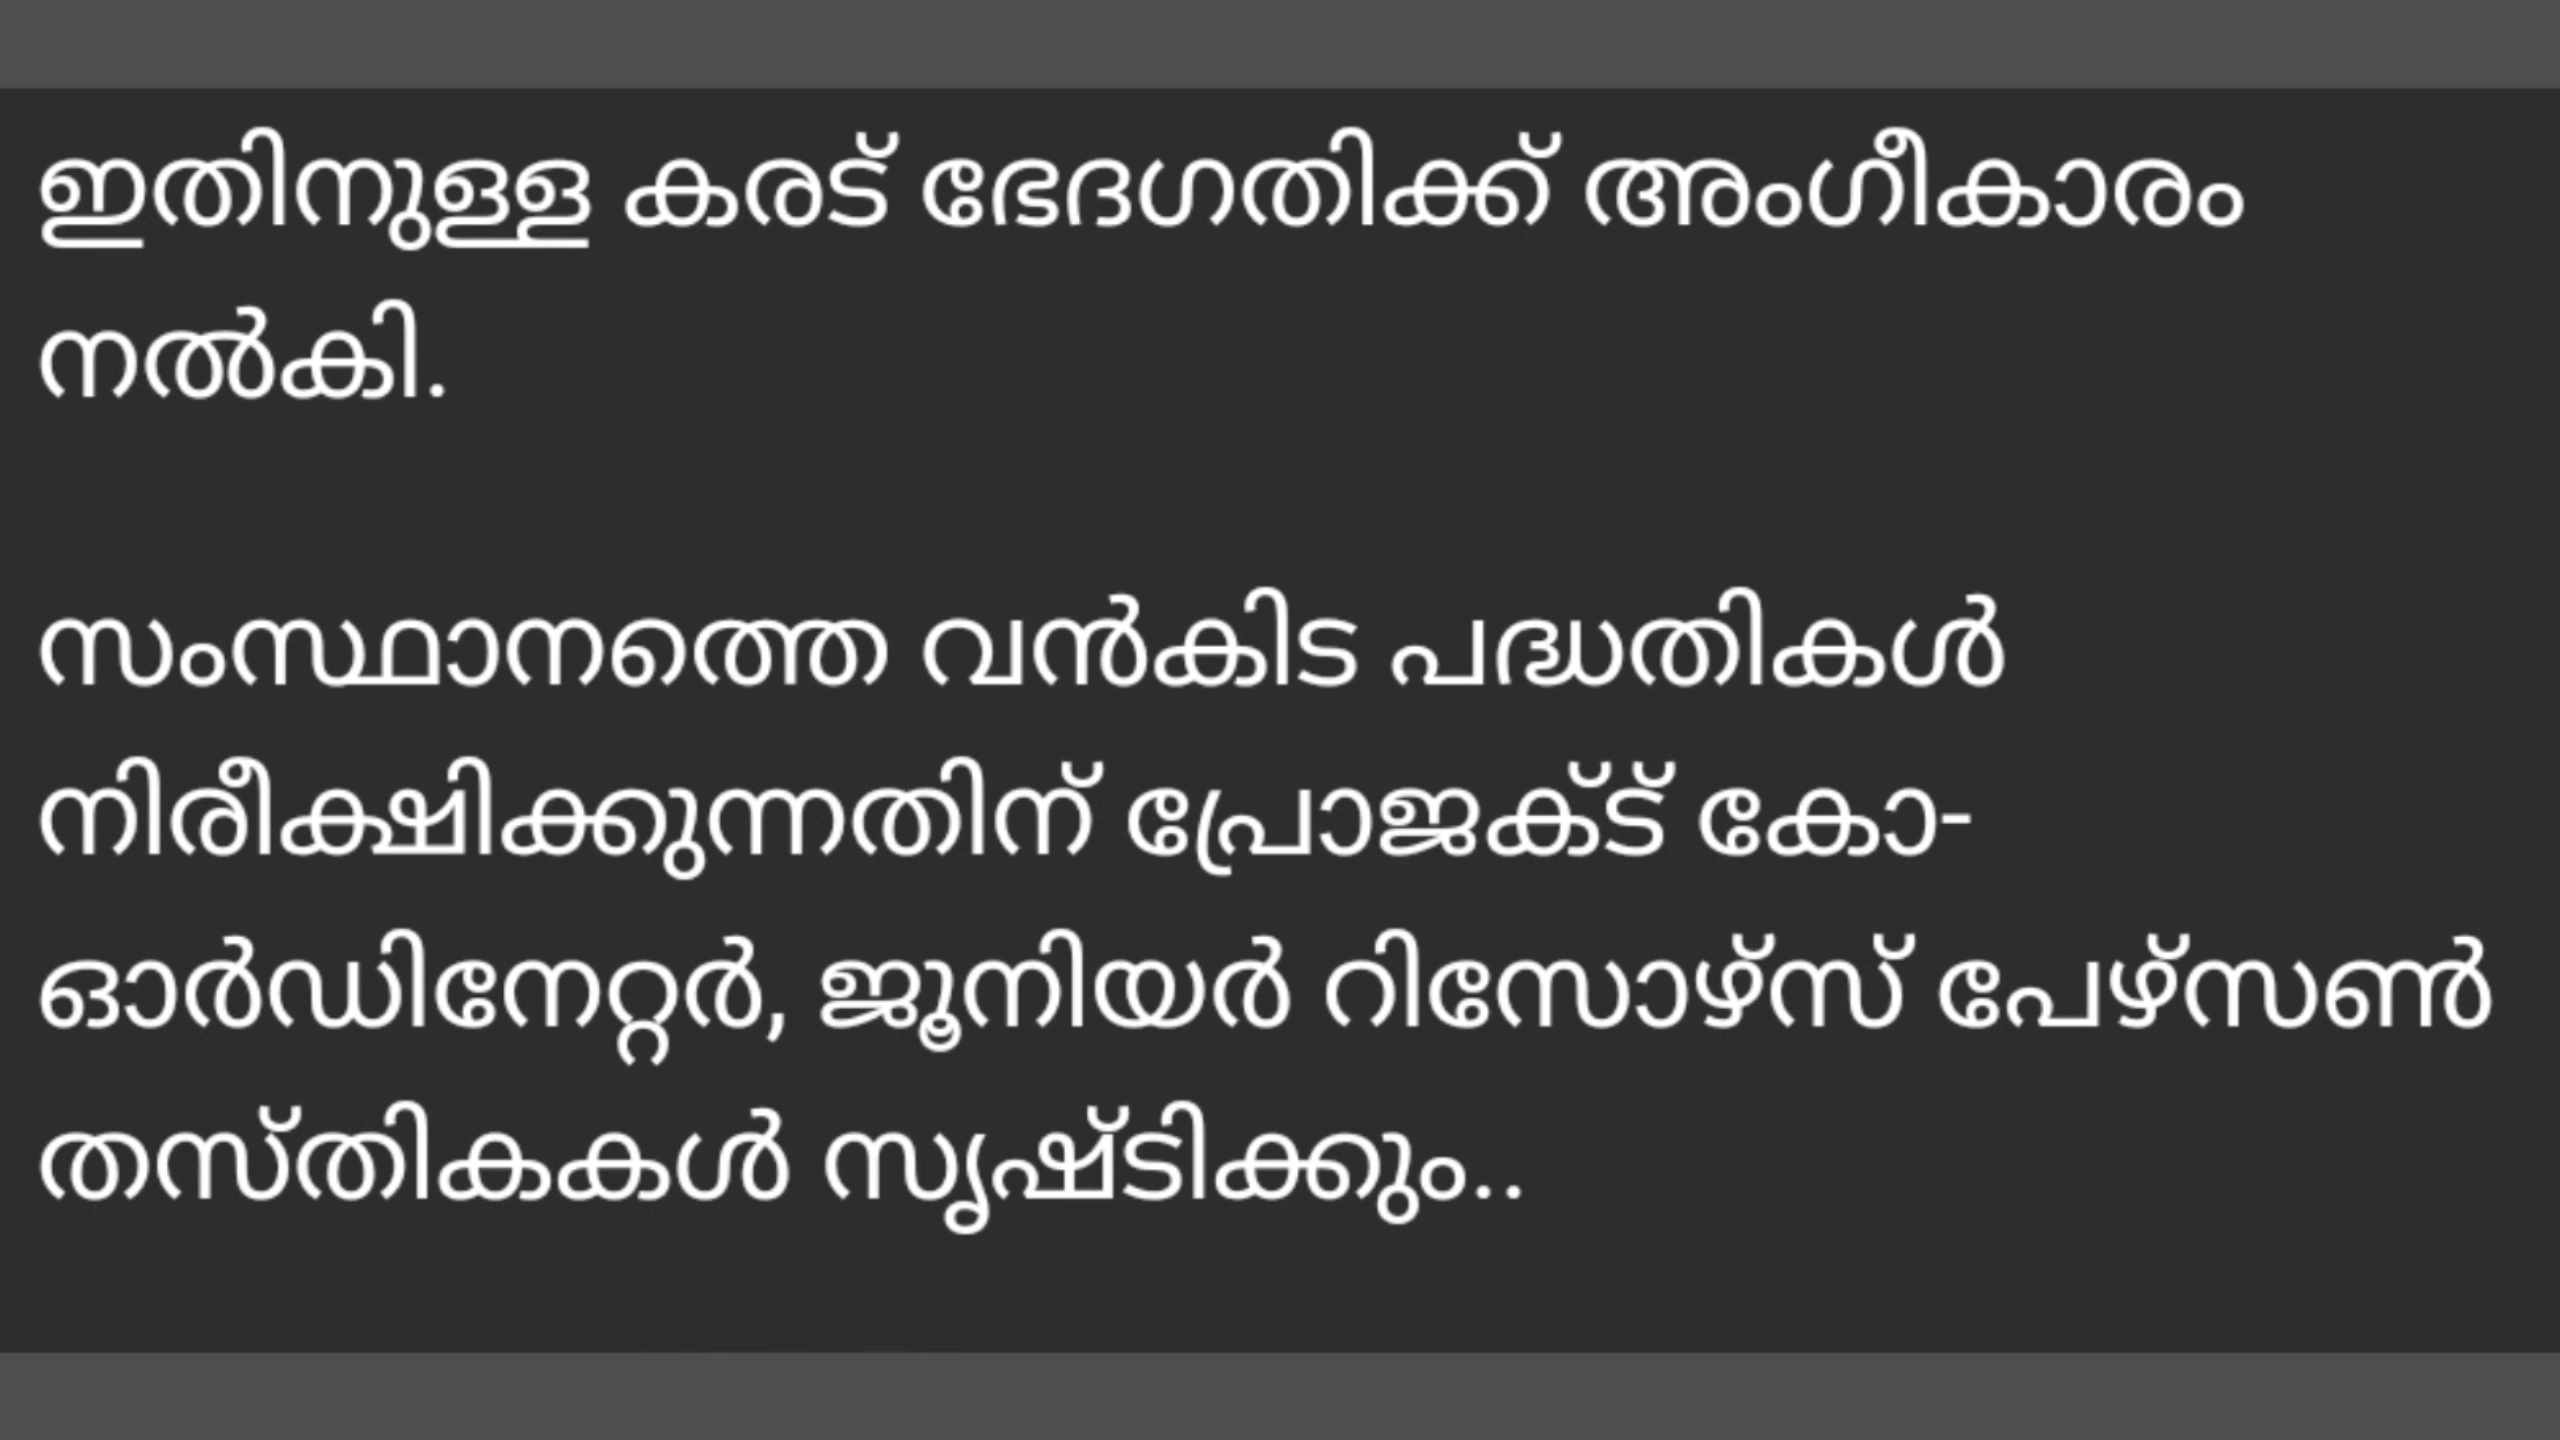 ഇതിനുള്ള കരട് ഭേദഗതിക്ക് അംഗീകാരം
നൽകി.
സംസ്ഥാനത്തെ വൻകിട പദ്ധതികൾ
നിരീക്ഷിക്കുന്നതിന് പ്രോജക്ട് കോ-
ഓർഡിനേറ്റർ, ജൂനിയർ റിസോഴ്സ് പേഴ്സൺ
തസ്തികകൾ സൃഷ്ടിക്കും..